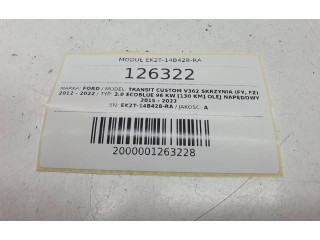 MODUŁ EK2T-14B428-RA
126322
MARKA: FORD / MODEL: TRANSIT CUSTOM V362 SKRZYNIA (FY, FZ)
2012 - 2022 / TYP: 2.0 ECOBLUE 96 KW [130 KM] OLEJ NAPĘDOWY
2015 - 2022
SN: EK2T-14B428-RA / JAKOŚĆ: A
2000001263228